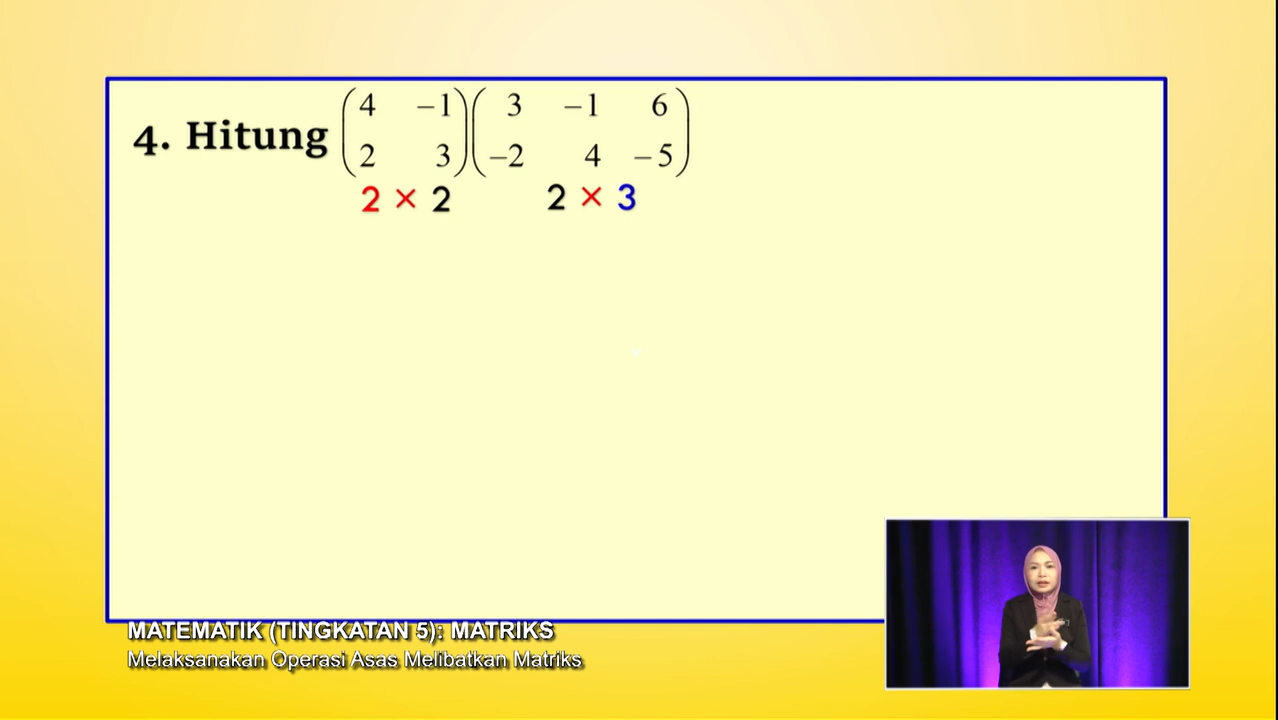 4. Hitung (4 −1 2 3)(3 −1 6 −2 4 −5)
2 × 2 2 × 3
MATEMATIK (TINGKATAN 5): MATRIKS
Melaksanakan Operasi Asas Melibatkan Matriks